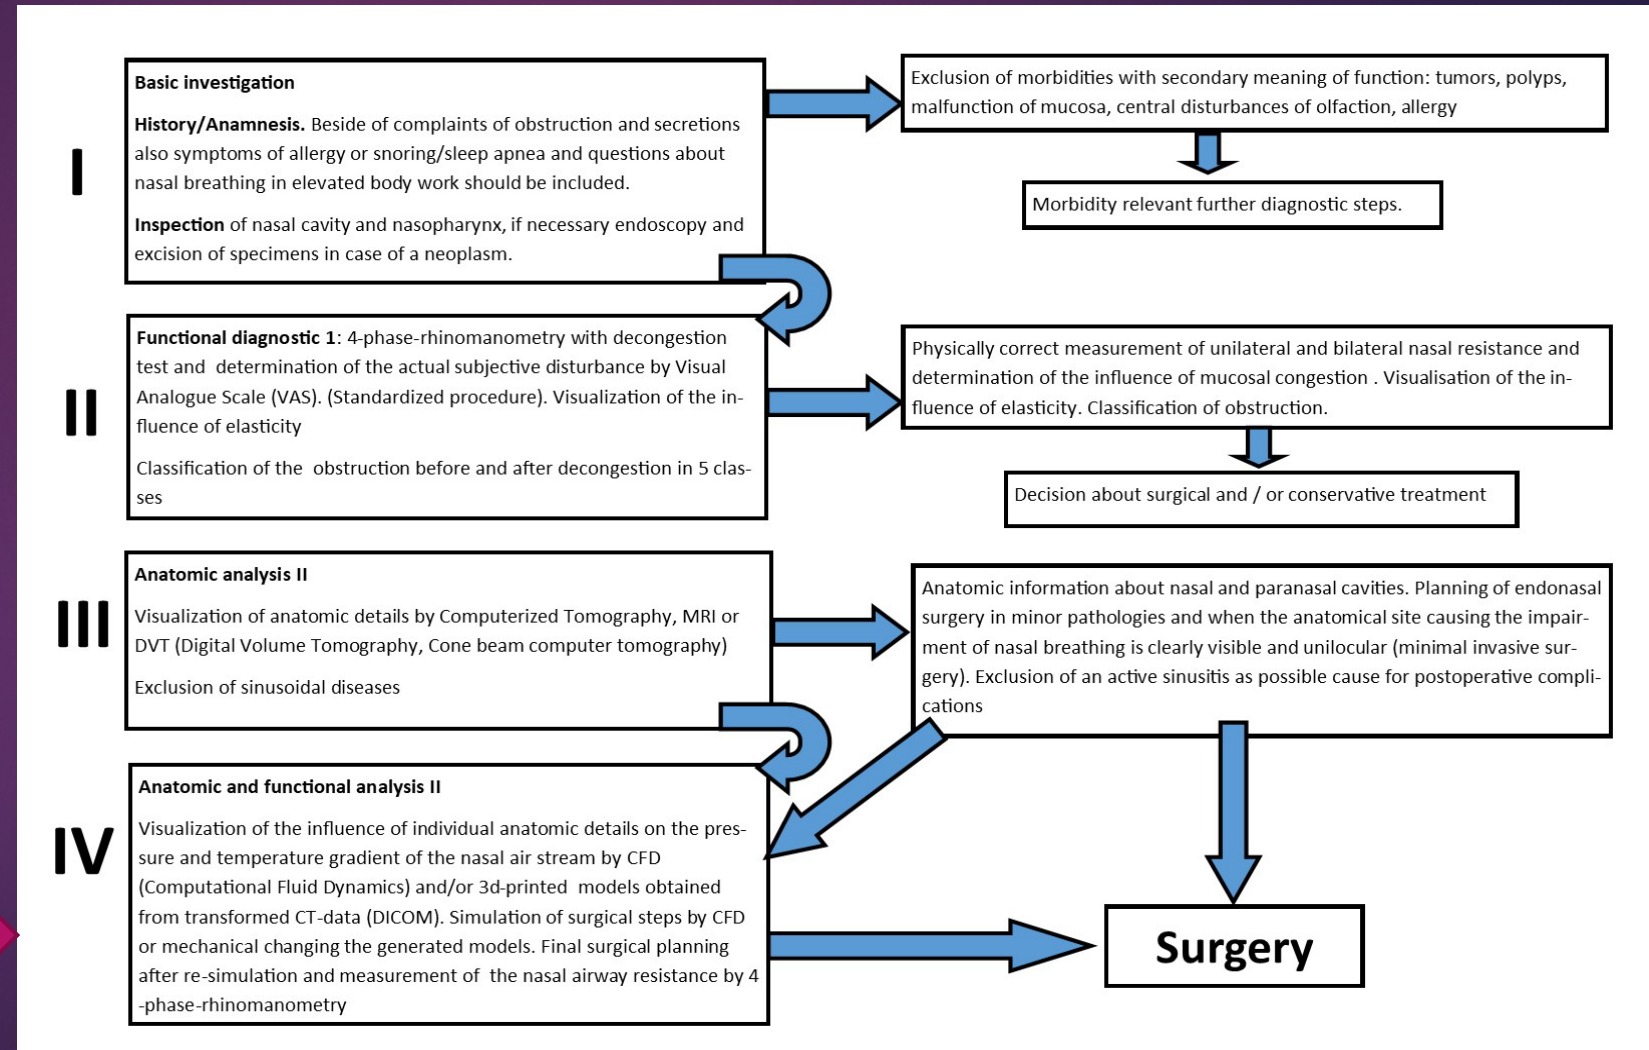 I
Basic investigation
History/Anamnesis. Beside of complaints of obstruction and secretions
also symptoms of allergy or snoring/sleep apnea and questions about
nasal breathing in elevated body work should be included.
Inspection of nasal cavity and nasopharynx, if necessary endoscopy and
excision of specimens in case of a neoplasm.
Exclusion of morbidities with secondary meaning of function: tumors, polyps,
malfunction of mucosa, central disturbances of olfaction, allergy
Morbidity relevant further diagnostic steps.
II
Functional diagnostic 1: 4-phase-rhinomanometry with decongestion
test and  determination of the actual subjective disturbance by Visual
Analogue Scale (VAS). (Standardized procedure). Visualization of the in-
fluence of elasticity
Classification of the  obstruction before and after decongestion in 5 clas-
ses
Physically correct measurement of unilateral and bilateral nasal resistance and
determination of the influence of mucosal congestion . Visualisation of the in-
fluence of elasticity. Classification of obstruction.
Decision about surgical and / or conservative treatment
III
Anatomic analysis II
Visualization of anatomic details by Computerized Tomography, MRI or
DVT (Digital Volume Tomography, Cone beam computer tomography)
Exclusion of sinusoidal diseases
Anatomic information about nasal and paranasal cavities. Planning of endonasal
surgery in minor pathologies and when the anatomical site causing the impair-
ment of nasal breathing is clearly visible and unilocular (minimal invasive sur-
gery). Exclusion of an active sinusitis as possible cause for postoperative compli-
cations
IV
Anatomic and functional analysis II
Visualization of the influence of individual anatomic details on the pres-
sure and temperature gradient of the nasal air stream by CFD
(Computational Fluid Dynamics) and/or 3d-printed  models obtained
from transformed CT-data (DICOM). Simulation of surgical steps by CFD
or mechanical changing the generated models. Final surgical planning
after re-simulation and measurement of  the nasal airway resistance by 4
-phase-rhinomanometry
Surgery